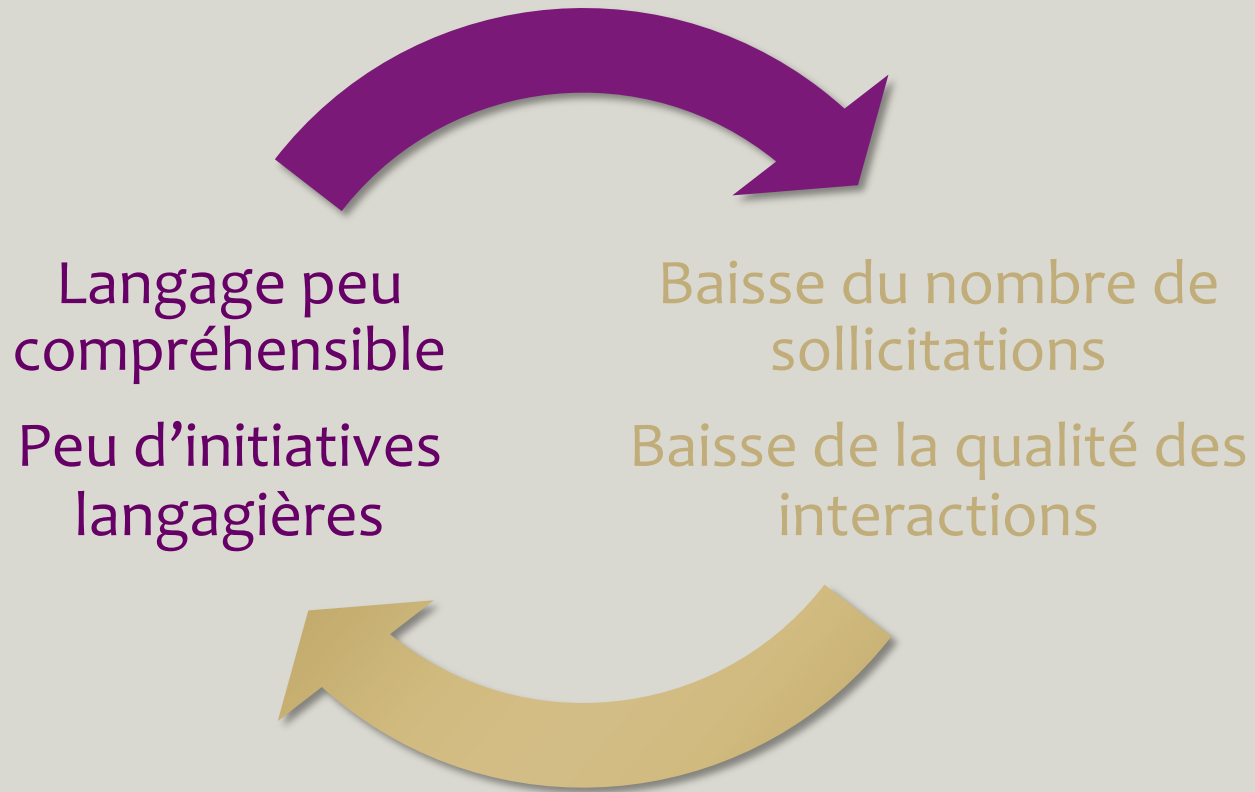 Langage peu
compréhensible
Peu d’initiatives
langagières
Baisse du nombre de
sollicitations
Baisse de la qualité des
interactions